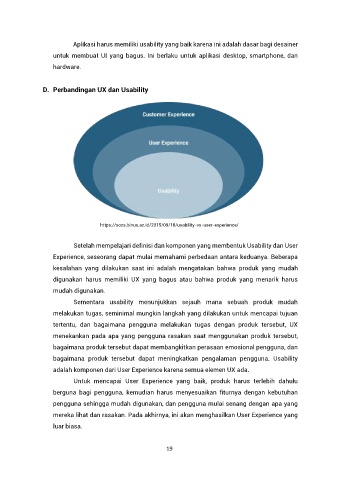 Aplikasi harus memiliki usability yang baik karena ini adalah dasar bagi desainer
untuk membuat UI yang bagus. Ini berlaku untuk aplikasi desktop, smartphone, dan
hardware.
D. Perbandingan UX dan Usability
Customer Experience
User Experience
Usability
https://socs.binus.ac.id/2019/09/18/usability-vs-user-experience/
Setelah mempelajari definisi dan komponen yang membentuk Usability dan User
Experience, seseorang dapat mulai memahami perbedaan antara keduanya. Beberapa
kesalahan yang dilakukan saat ini adalah mengatakan bahwa produk yang mudah
digunakan harus memiliki UX yang bagus atau bahwa produk yang menarik harus
mudah digunakan.
Sementara usability menunjukkan sejauh mana sebuah produk mudah
melakukan tugas, seminimal mungkin langkah yang dilakukan untuk mencapai tujuan
tertentu, dan bagaimana pengguna melakukan tugas dengan produk tersebut, UX
menekankan pada apa yang pengguna rasakan saat menggunakan produk tersebut,
bagaimana produk tersebut dapat membangkitkan perasaan emosional pengguna, dan
bagaimana produk tersebut dapat meningkatkan pengalaman pengguna. Usability
adalah komponen dari User Experience karena semua elemen UX ada.
Untuk mencapai User Experience yang baik, produk harus terlebih dahulu
berguna bagi pengguna, kemudian harus menyesuaikan fiturnya dengan kebutuhan
pengguna sehingga mudah digunakan, dan pengguna mulai senang dengan apa yang
mereka lihat dan rasakan. Pada akhirnya, ini akan menghasilkan User Experience yang
luar biasa.
19